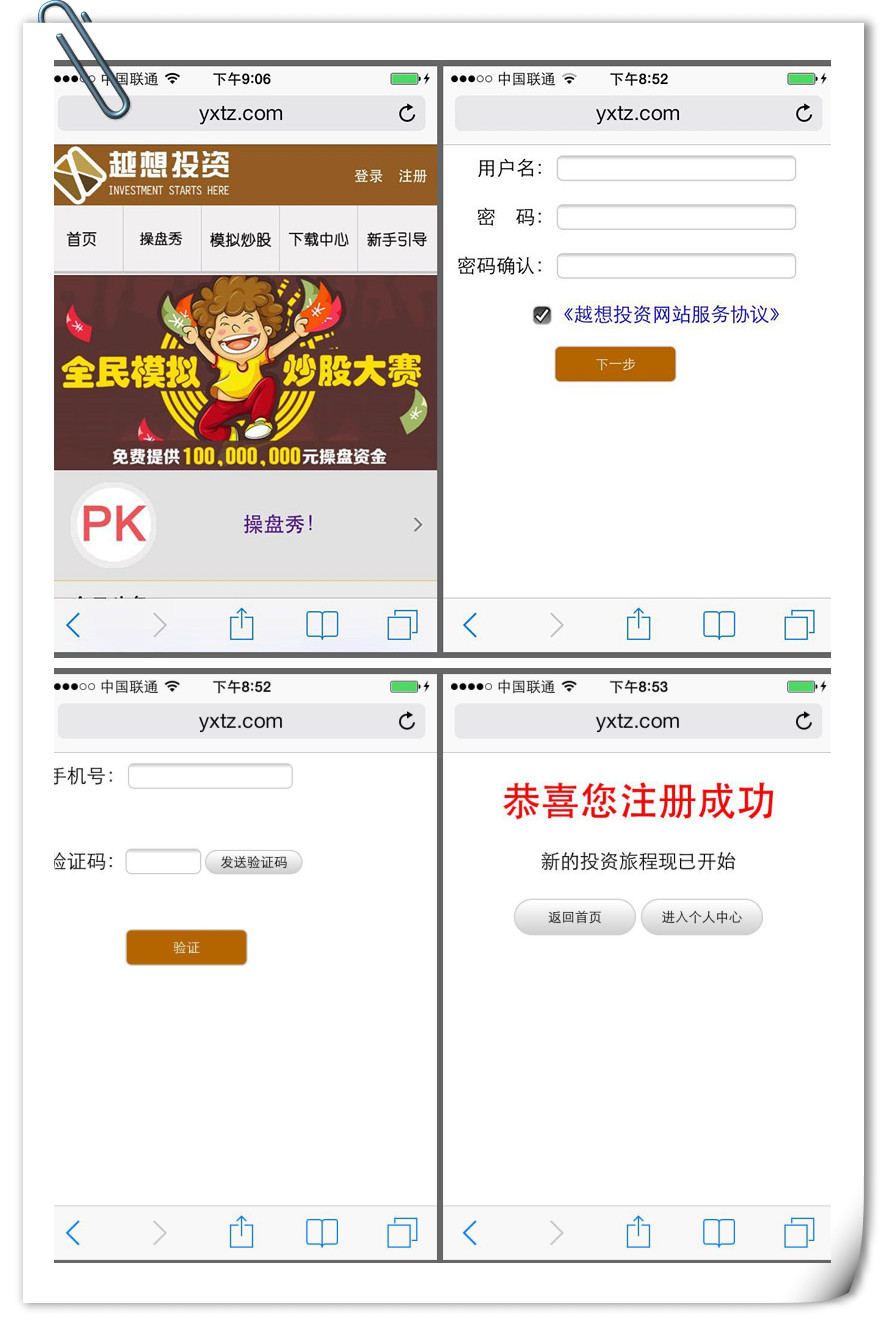 中国联通 下午9:06
yxtz.com
越想投资
INVESTMENT STARTS HERE
登录 注册
首页 操盘秀 模拟炒股 下载中心 新手引导
全民模拟 炒股大赛
免费提供100,000,000元操盘资金
PK 操盘秀!
中国联通 下午8:52
yxtz.com
用户名：
密 码：
密码确认：
《越想投资网站服务协议》
下一步
中国联通 下午8:52
yxtz.com
手机号：
验证码： 发送验证码
验证
中国联通 下午8:53
yxtz.com
恭喜您注册成功
新的投资旅程现已开始
返回首页 进入个人中心